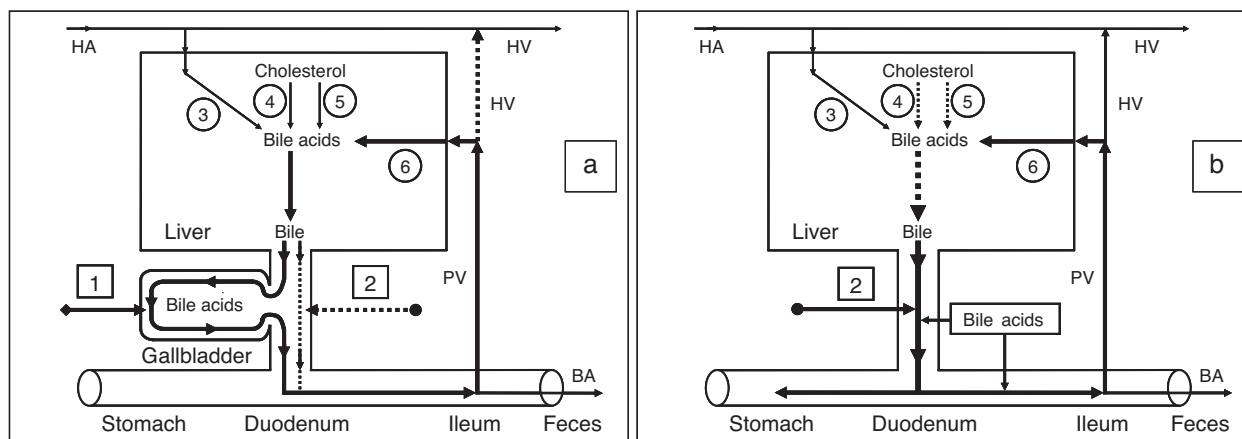 HA
HV
Cholesterol
3
4
5
HV
Bile acids
6
a
Liver
Bile
1
2
PV
Bile acids
Gallbladder
BA
Stomach Duodenum Ileum Feces
HA
HV
Cholesterol
3
4
5
HV
Bile acids
6
b
Liver
Bile
2
PV
Bile acids
BA
Stomach Duodenum Ileum Feces